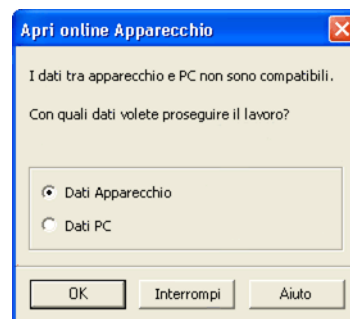 Apri online Apparecchio
I dati tra apparecchio e PC non sono compatibili.
Con quali dati volete proseguire il lavoro?
Dati Apparecchio
Dati PC
OK Interrompi Aiuto